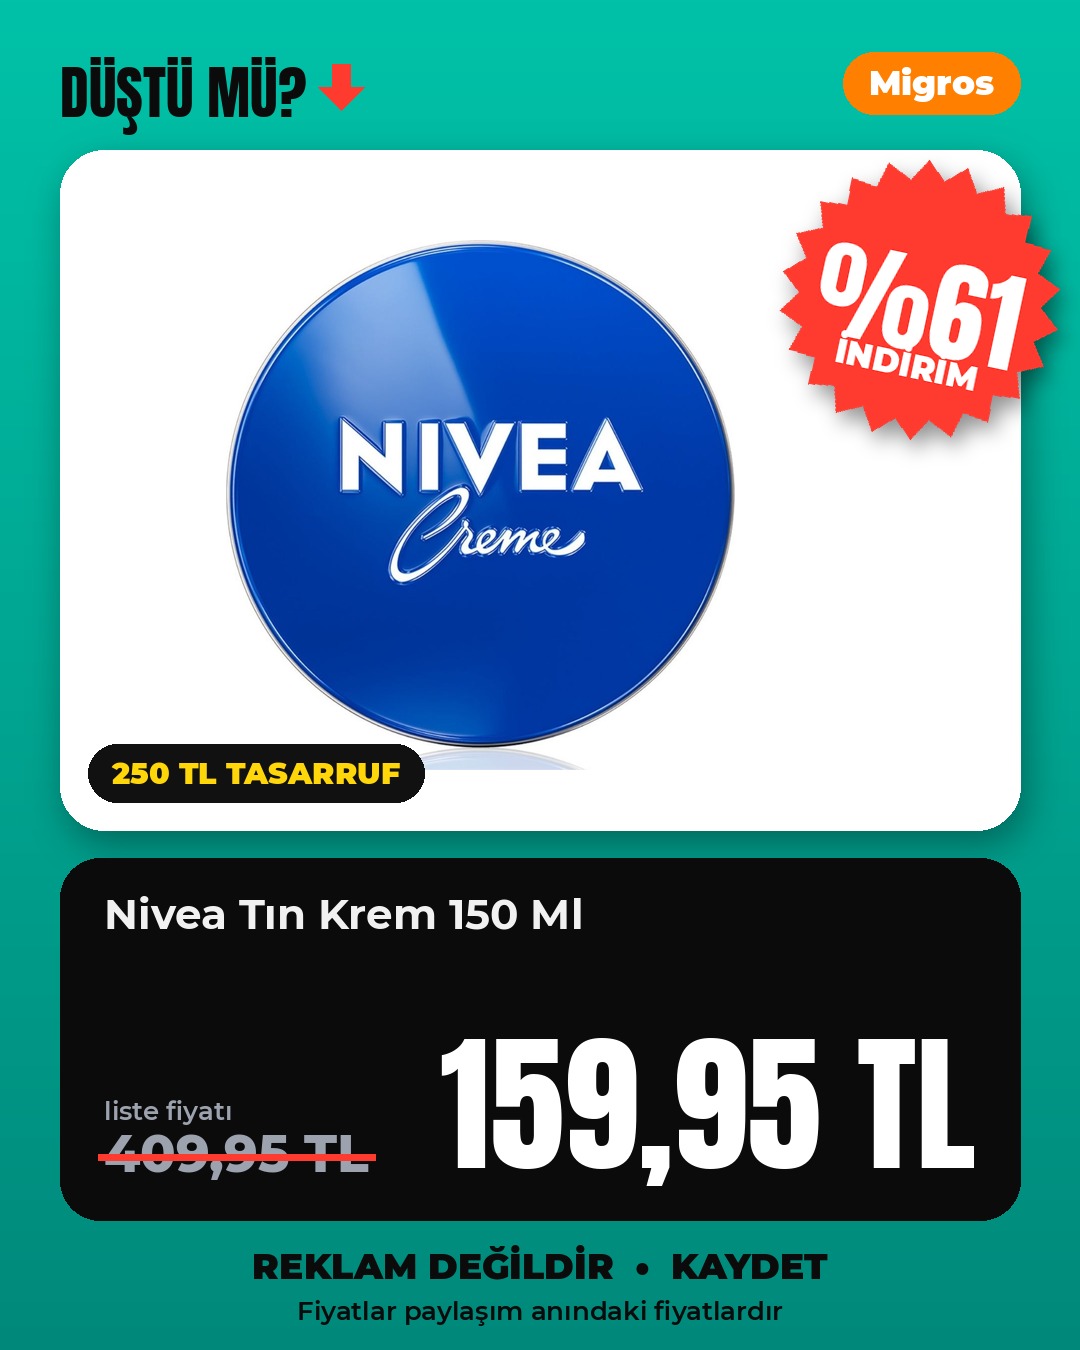 DÜŞTÜ MÜ?
Migros
%61
İNDİRİM
NIVEA
Creme
250 TL TASARRUF
Nivea Tın Krem 150 Ml
liste fiyatı
409,95 TL
159,95 TL
REKLAM DEĞİLDİR • KAYDET
Fiyatlar paylaşım anındaki fiyatlardır